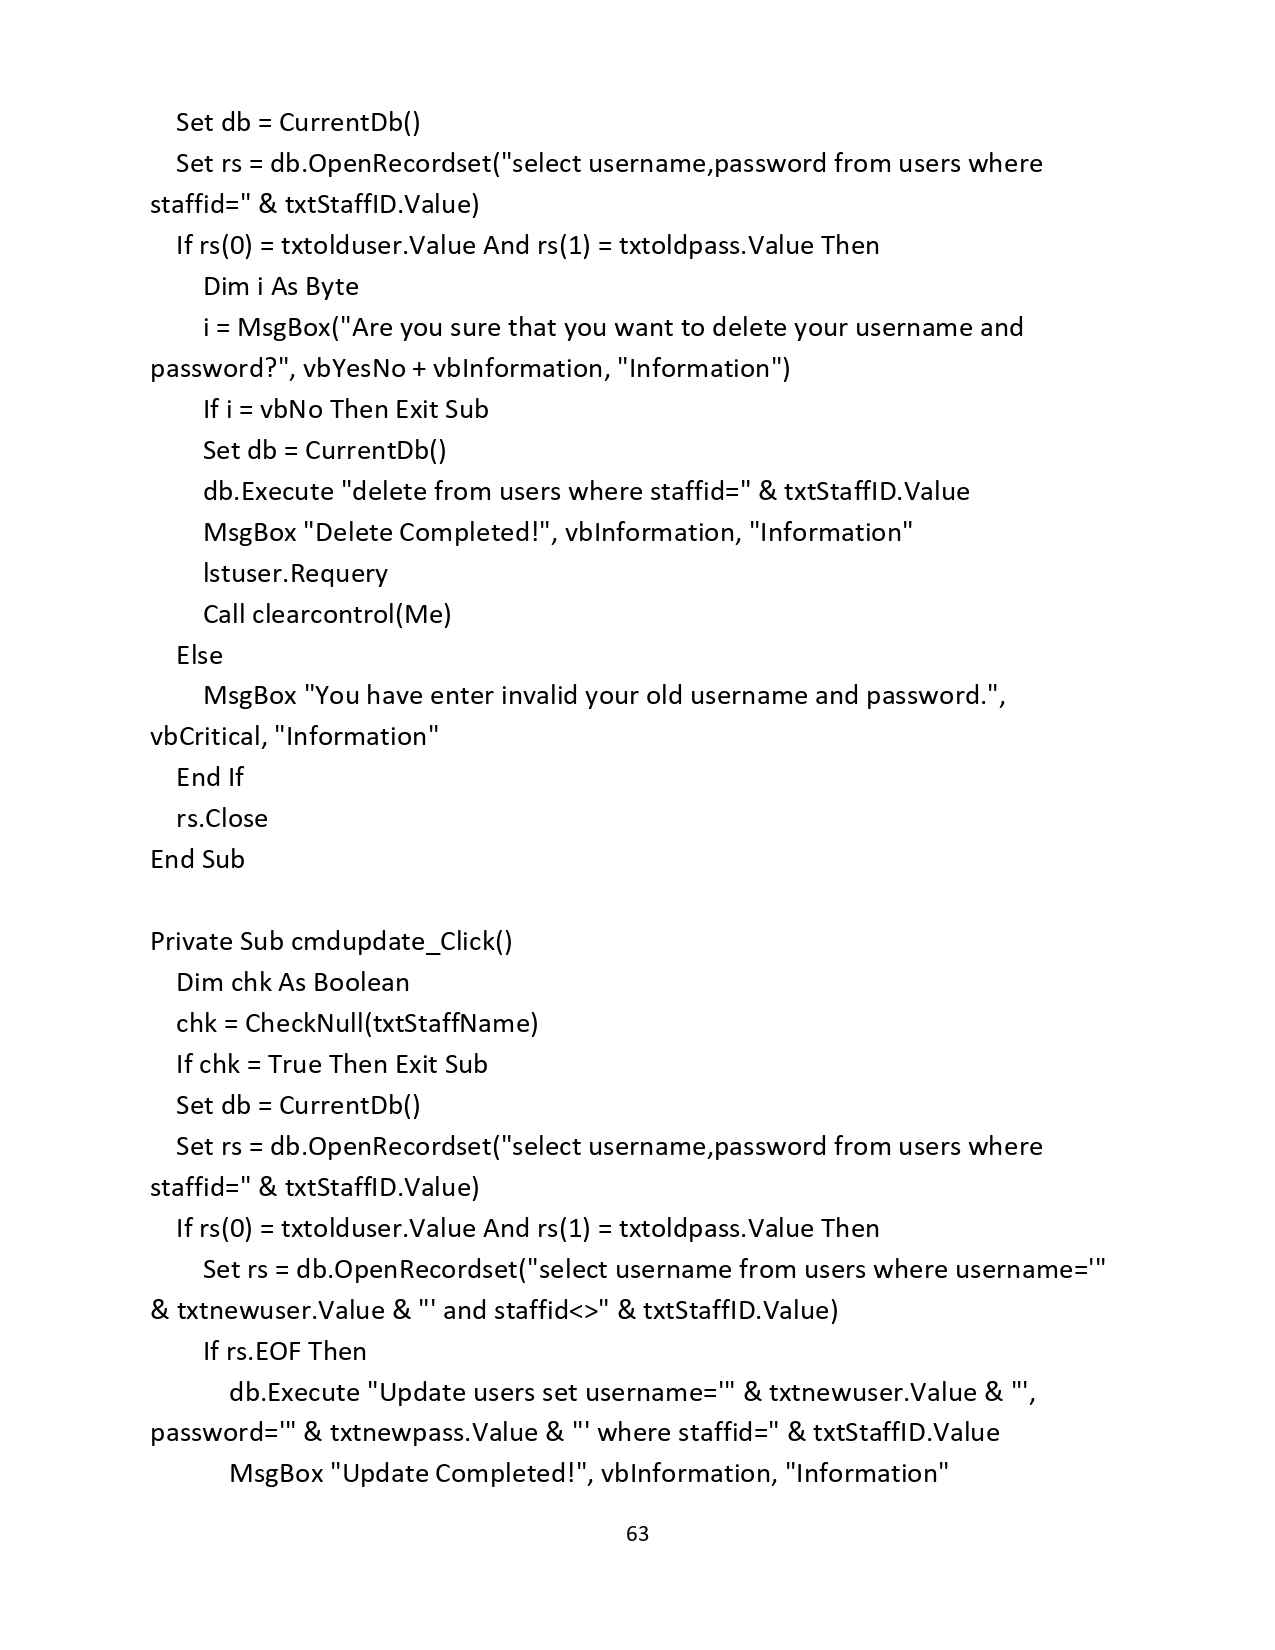 Set db = CurrentDb()
Set rs = db.OpenRecordset("select username,password from users where
staffid=" & txtStaffID.Value)
If rs(0) = txtolduser.Value And rs(1) = txtoldpass.Value Then
Dim i As Byte
i = MsgBox("Are you sure that you want to delete your username and
password?", vbYesNo + vbInformation, "Information")
If i = vbNo Then Exit Sub
Set db = CurrentDb()
db.Execute "delete from users where staffid=" & txtStaffID.Value
MsgBox "Delete Completed!", vbInformation, "Information"
lstuser.Requery
Call clearcontrol(Me)
Else
MsgBox "You have enter invalid your old username and password.",
vbCritical, "Information"
End If
rs.Close
End Sub
Private Sub cmdupdate_Click()
Dim chk As Boolean
chk = CheckNull(txtStaffName)
If chk = True Then Exit Sub
Set db = CurrentDb()
Set rs = db.OpenRecordset("select username,password from users where
staffid=" & txtStaffID.Value)
If rs(0) = txtolduser.Value And rs(1) = txtoldpass.Value Then
Set rs = db.OpenRecordset("select username from users where username='"
& txtnewuser.Value & "' and staffid<>" & txtStaffID.Value)
If rs.EOF Then
db.Execute "Update users set username='" & txtnewuser.Value & "',
password='" & txtnewpass.Value & "' where staffid=" & txtStaffID.Value
MsgBox "Update Completed!", vbInformation, "Information"
63